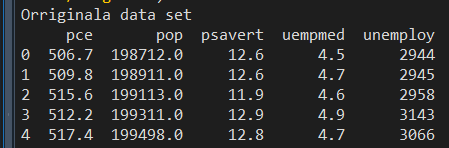 Orriginala data set
pce pop psavert uempmed unemploy
0 506.7 198712.0 12.6 4.5 2944
1 509.8 198911.0 12.6 4.7 2945
2 515.6 199113.0 11.9 4.6 2958
3 512.2 199311.0 12.9 4.9 3143
4 517.4 199498.0 12.8 4.7 3066